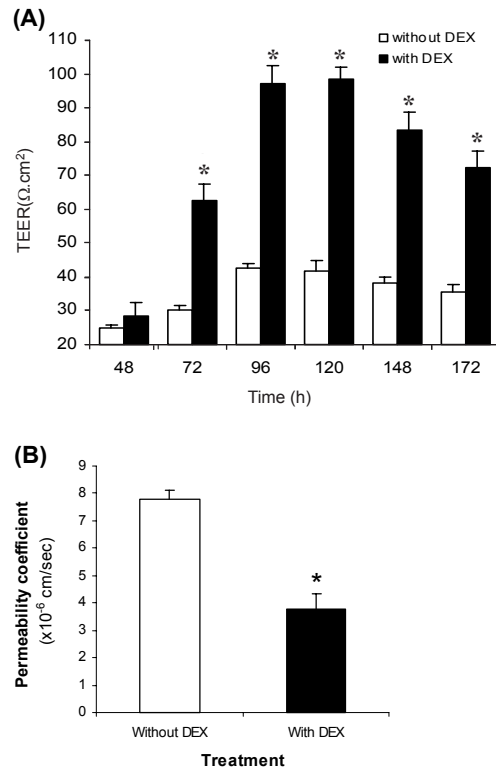 (A)
without DEX
with DEX
110
100
90
80
70
60
50
40
30
20
TEER(Ω.cm²)
* * * * *
48 72 96 120 148 172
Time (h)
(B)
9
8
7
6
5
4
3
2
1
0
Permeability coefficient
(x10⁻⁶ cm/sec)
*
Without DEX With DEX
Treatment